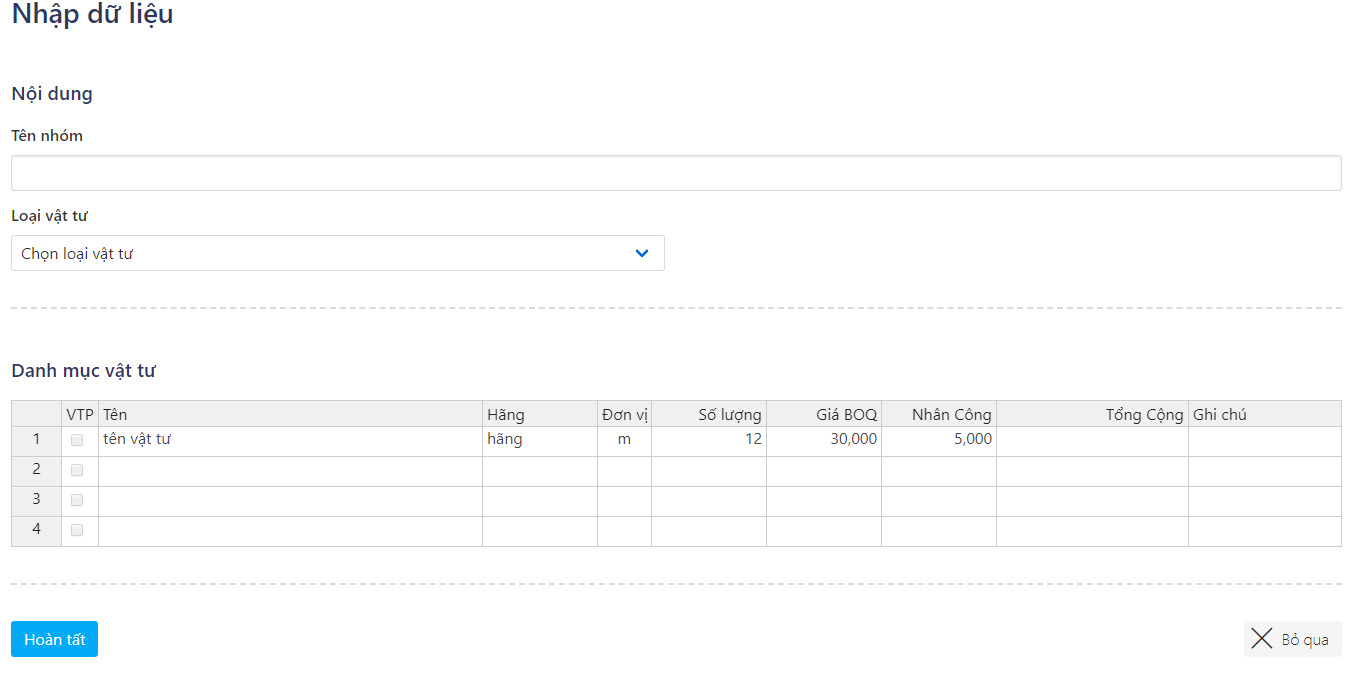 Nhập dữ liệu
Nội dung
Tên nhóm
Loại vật tư
Chọn loại vật tư
Danh mục vật tư
VTP Tên Hãng Đơn vị Số lượng Giá BOQ Nhân Công Tổng Cộng Ghi chú
1 tên vật tư hãng m 12 30,000 5,000
2
3
4
Hoàn tất Bỏ qua